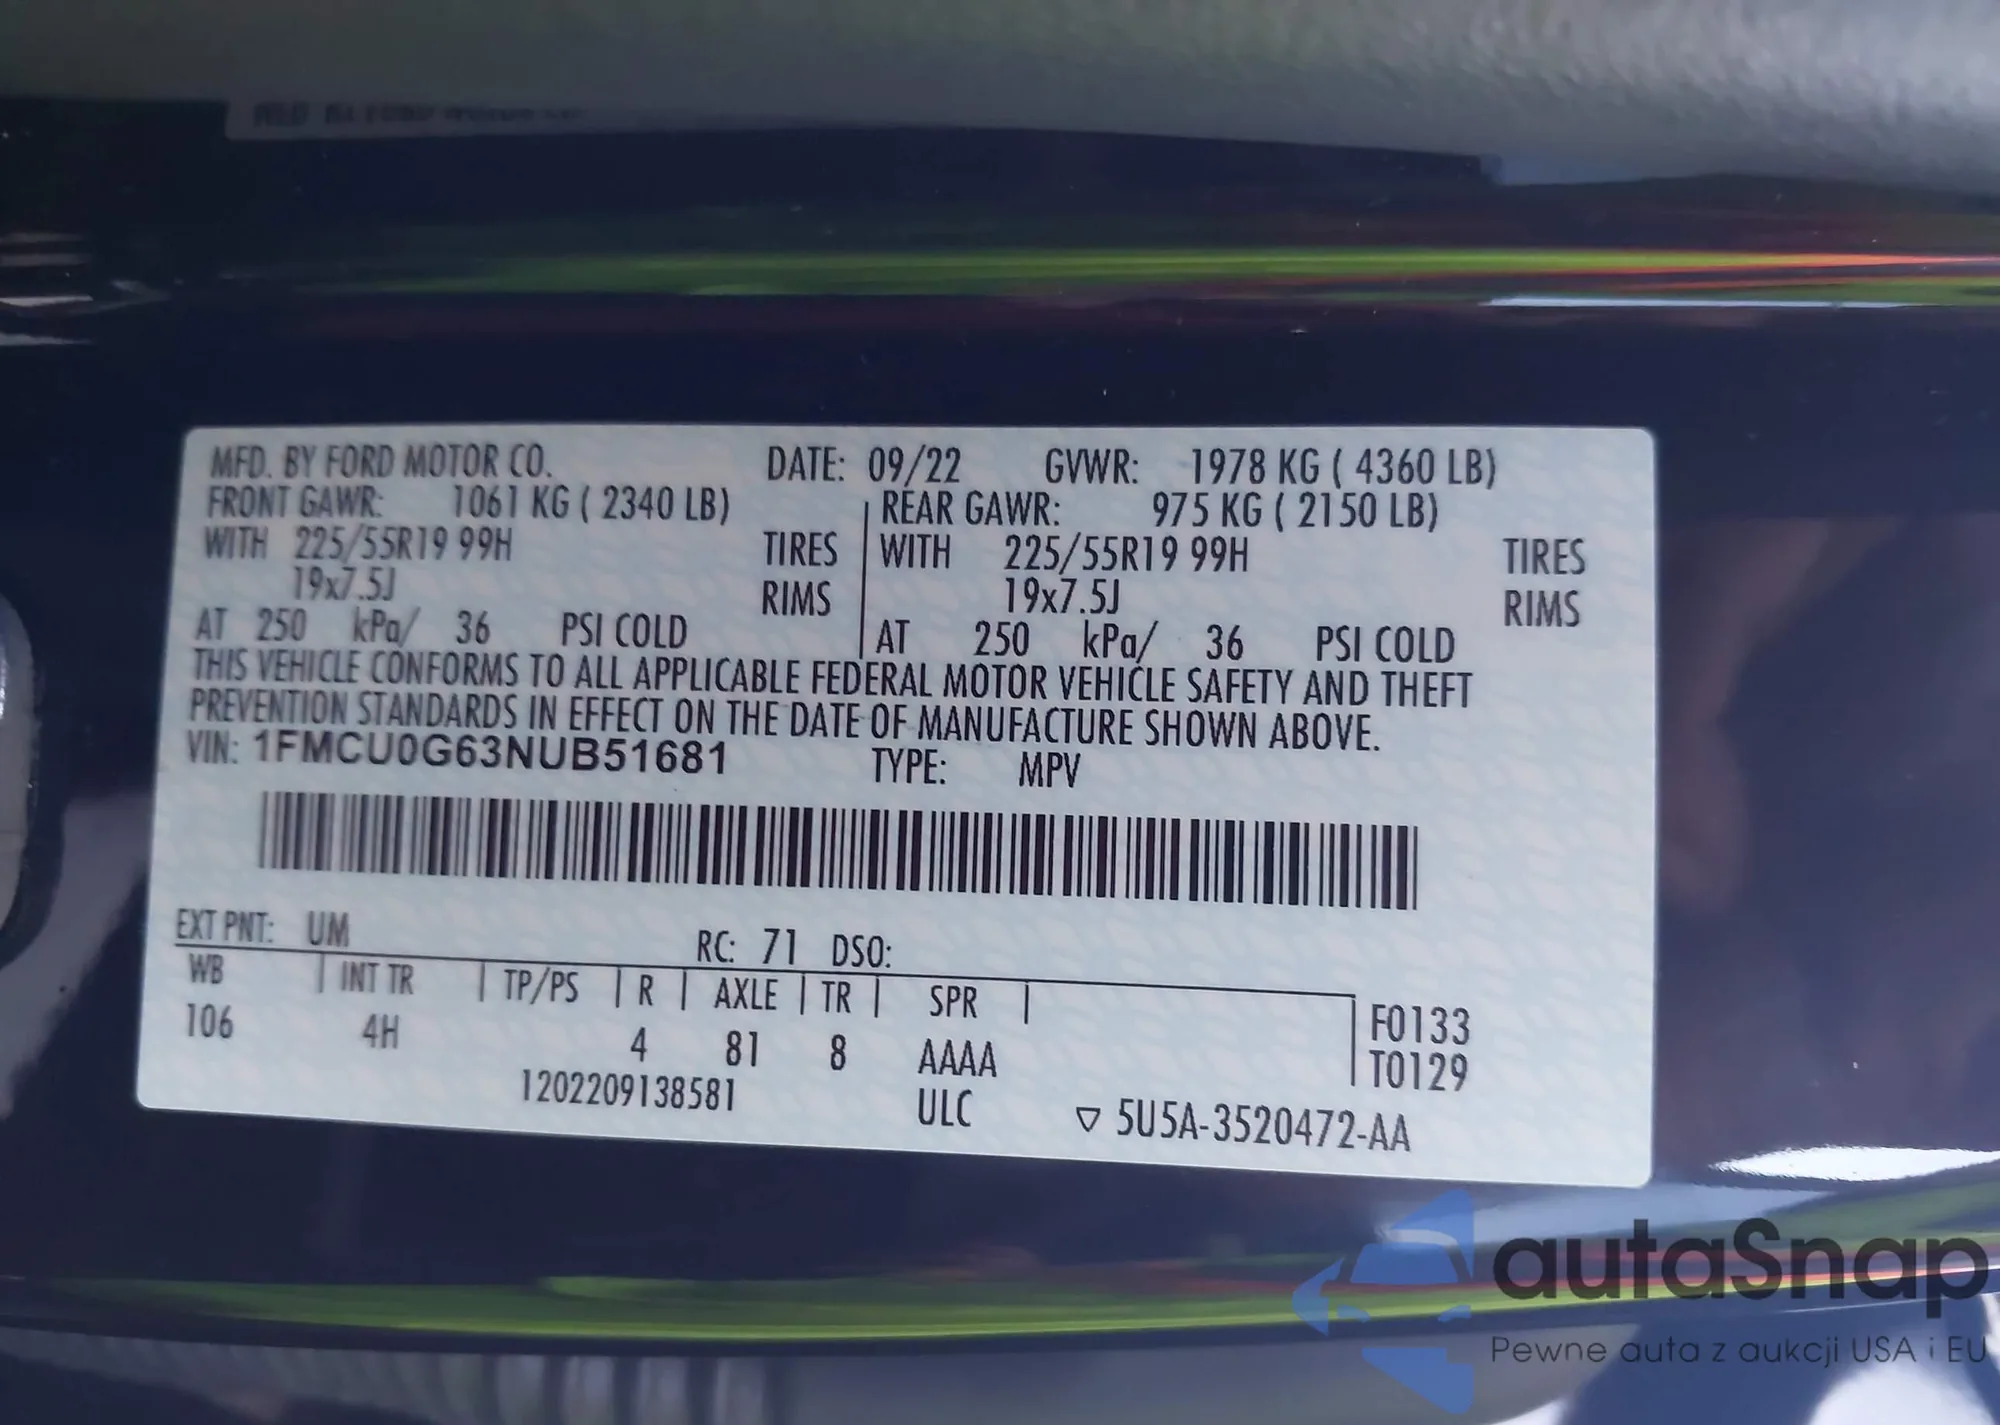 MFD. BY FORD MOTOR CO. DATE: 09/22 GVWR: 1978 KG ( 4360 LB)
FRONT GAWR: 1061 KG ( 2340 LB) REAR GAWR: 975 KG ( 2150 LB)
WITH 225/55R19 99H TIRES WITH 225/55R19 99H TIRES
19x7.5J RIMS 19x7.5J RIMS
AT 250 kPa/ 36 PSI COLD AT 250 kPa/ 36 PSI COLD
THIS VEHICLE CONFORMS TO ALL APPLICABLE FEDERAL MOTOR VEHICLE SAFETY AND THEFT
PREVENTION STANDARDS IN EFFECT ON THE DATE OF MANUFACTURE SHOWN ABOVE.
VIN: 1FMCU0G63NUB51681 TYPE: MPV
EXT PNT: UM RC: 71 DSO:
WB | INT TR | TP/PS | R | AXLE | TR | SPR |
106 4H 4 81 8 AAAA
F0133
T0129
1202209138581 ULC ▽ 5U5A-3520472-AA
autaSnap
Pewne auta z aukcji USA i EU